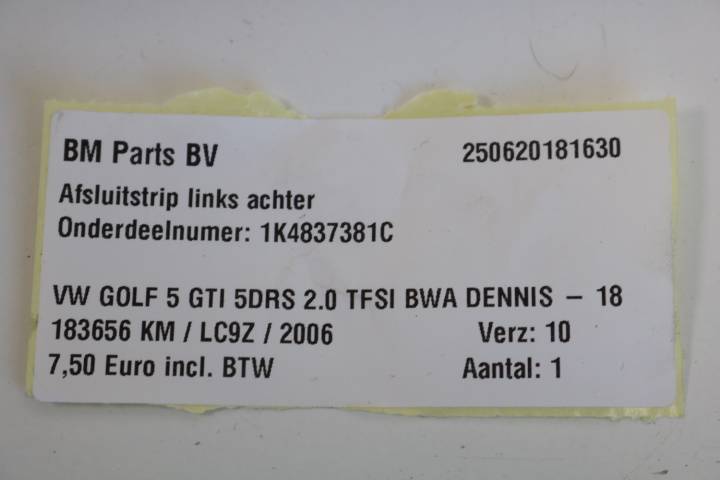 BM Parts BV 250620181630
Afsluitstrip links achter
Onderdeelnumer: 1K4837381C
VW GOLF 5 GTI 5DRS 2.0 TFSI BWA DENNIS – 18
183656 KM / LC9Z / 2006 Verz: 10
7,50 Euro incl. BTW Aantal: 1